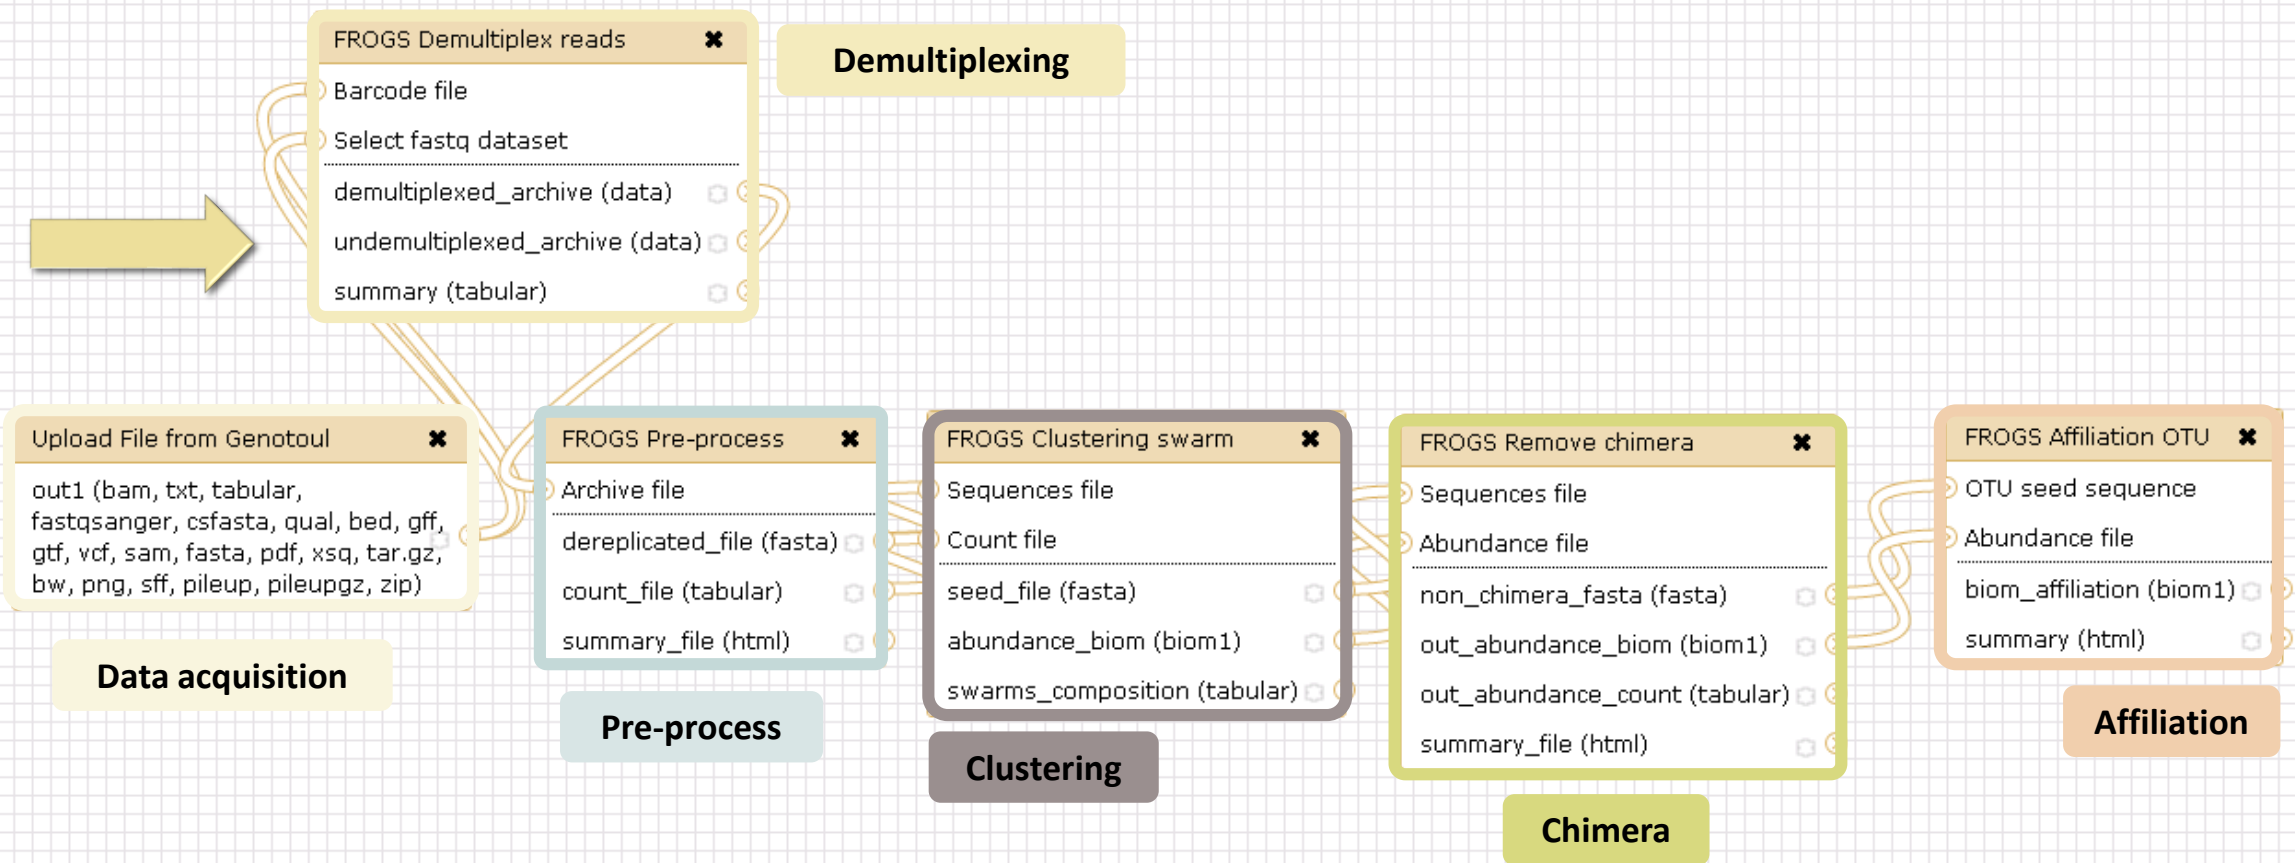 FROGS Demultiplex reads
Barcode file
Select fastq dataset
demultiplexed_archive (data)
undemultiplexed_archive (data)
summary (tabular)
Demultiplexing
Upload File from Genotoul
out1 (bam, txt, tabular,
fastqsanger, csfasta, qual, bed, gff,
gtf, vcf, sam, fasta, pdf, xsq, tar.gz,
bw, png, sff, pileup, pileupgz, zip)
Data acquisition
FROGS Pre-process
Archive file
dereplicated_file (fasta)
count_file (tabular)
summary_file (html)
Pre-process
FROGS Clustering swarm
Sequences file
Count file
seed_file (fasta)
abundance_biom (biom1)
swarms_composition (tabular)
Clustering
FROGS Remove chimera
Sequences file
Abundance file
non_chimera_fasta (fasta)
out_abundance_biom (biom1)
out_abundance_count (tabular)
summary_file (html)
Chimera
FROGS Affiliation OTU
OTU seed sequence
Abundance file
biom_affiliation (biom1)
summary (html)
Affiliation